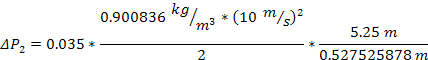 ΔP₂ = 0.035 * (0.900836 kg/m³ * (10 m/s)²) / 2 * 5.25 m / 0.527525878 m